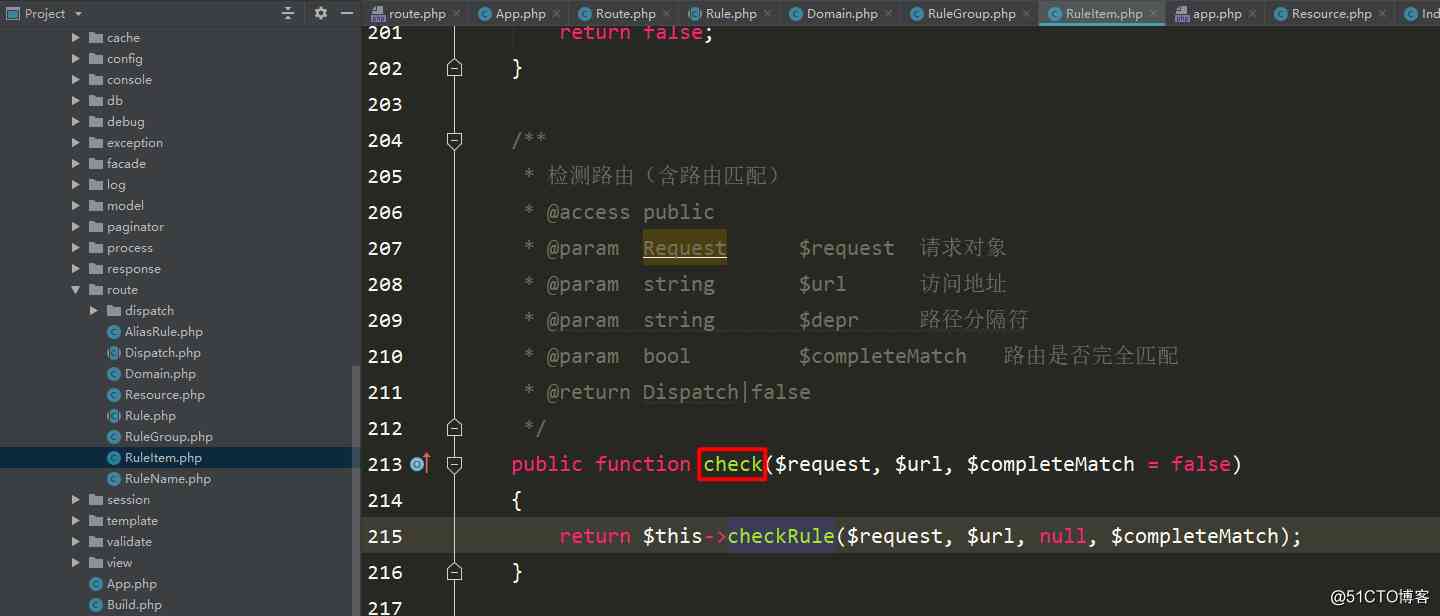 Project
route.php
App.php
Route.php
Rule.php
Domain.php
RuleGroup.php
RuleItem.php
app.php
Resource.php
Ind
cache
config
console
db
debug
exception
facade
log
model
paginator
process
response
route
dispatch
AliasRule.php
Dispatch.php
Domain.php
Resource.php
Rule.php
RuleGroup.php
RuleItem.php
RuleName.php
session
template
validate
view
App.php
Build.php
201 return false;
202 }
203
204 /**
205 * 检测路由（含路由匹配）
206 * @access public
207 * @param Request $request 请求对象
208 * @param string $url 访问地址
209 * @param string $depr 路径分隔符
210 * @param bool $completeMatch 路由是否完全匹配
211 * @return Dispatch|false
212 */
213 public function check($request, $url, $completeMatch = false)
214 {
215 return $this->checkRule($request, $url, null, $completeMatch);
216 }
217
@51CTO博客